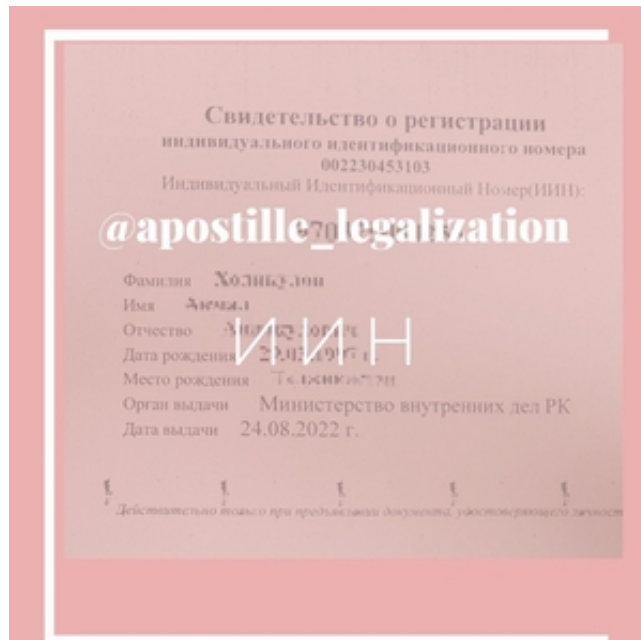 Свидетельство о регистрации
индивидуального идентификационного номера
002230453103
Индивидуальный Идентификационный Номер(ИИН):
@apostille_legalization
Фамилия
Имя
Отчество
ИИН
Дата рождения
Место рождения
Орган выдачи Министерство внутренних дел РК
Дата выдачи 24.08.2022 г.
Действительно только при предъявлении документа, удостоверяющего личност